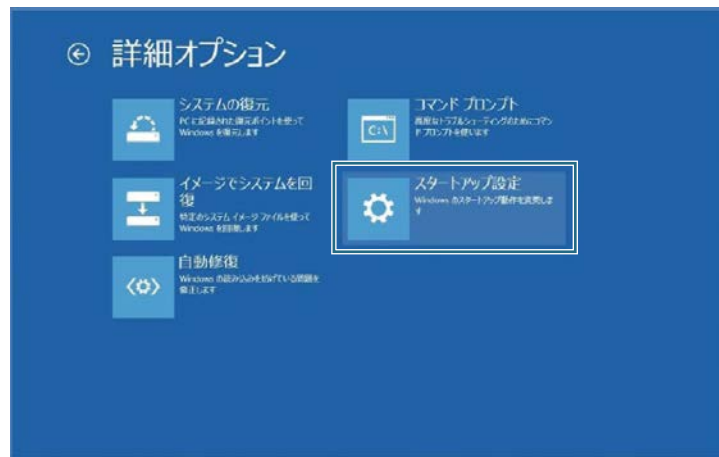 詳細オプション
システムの復元
PC に記録された復元ポイントを使って
Windows を復元します
コマンド プロンプト
高度なトラブルシューティングのためにコマン
ド プロンプトを使います
C:\
イメージでシステムを回
復
特定のシステム イメージ ファイルを使って
Windows を回復します
スタートアップ設定
Windows のスタートアップ動作を変更しま
す
自動修復
Windows の読み込みを妨げている問題を
修正します